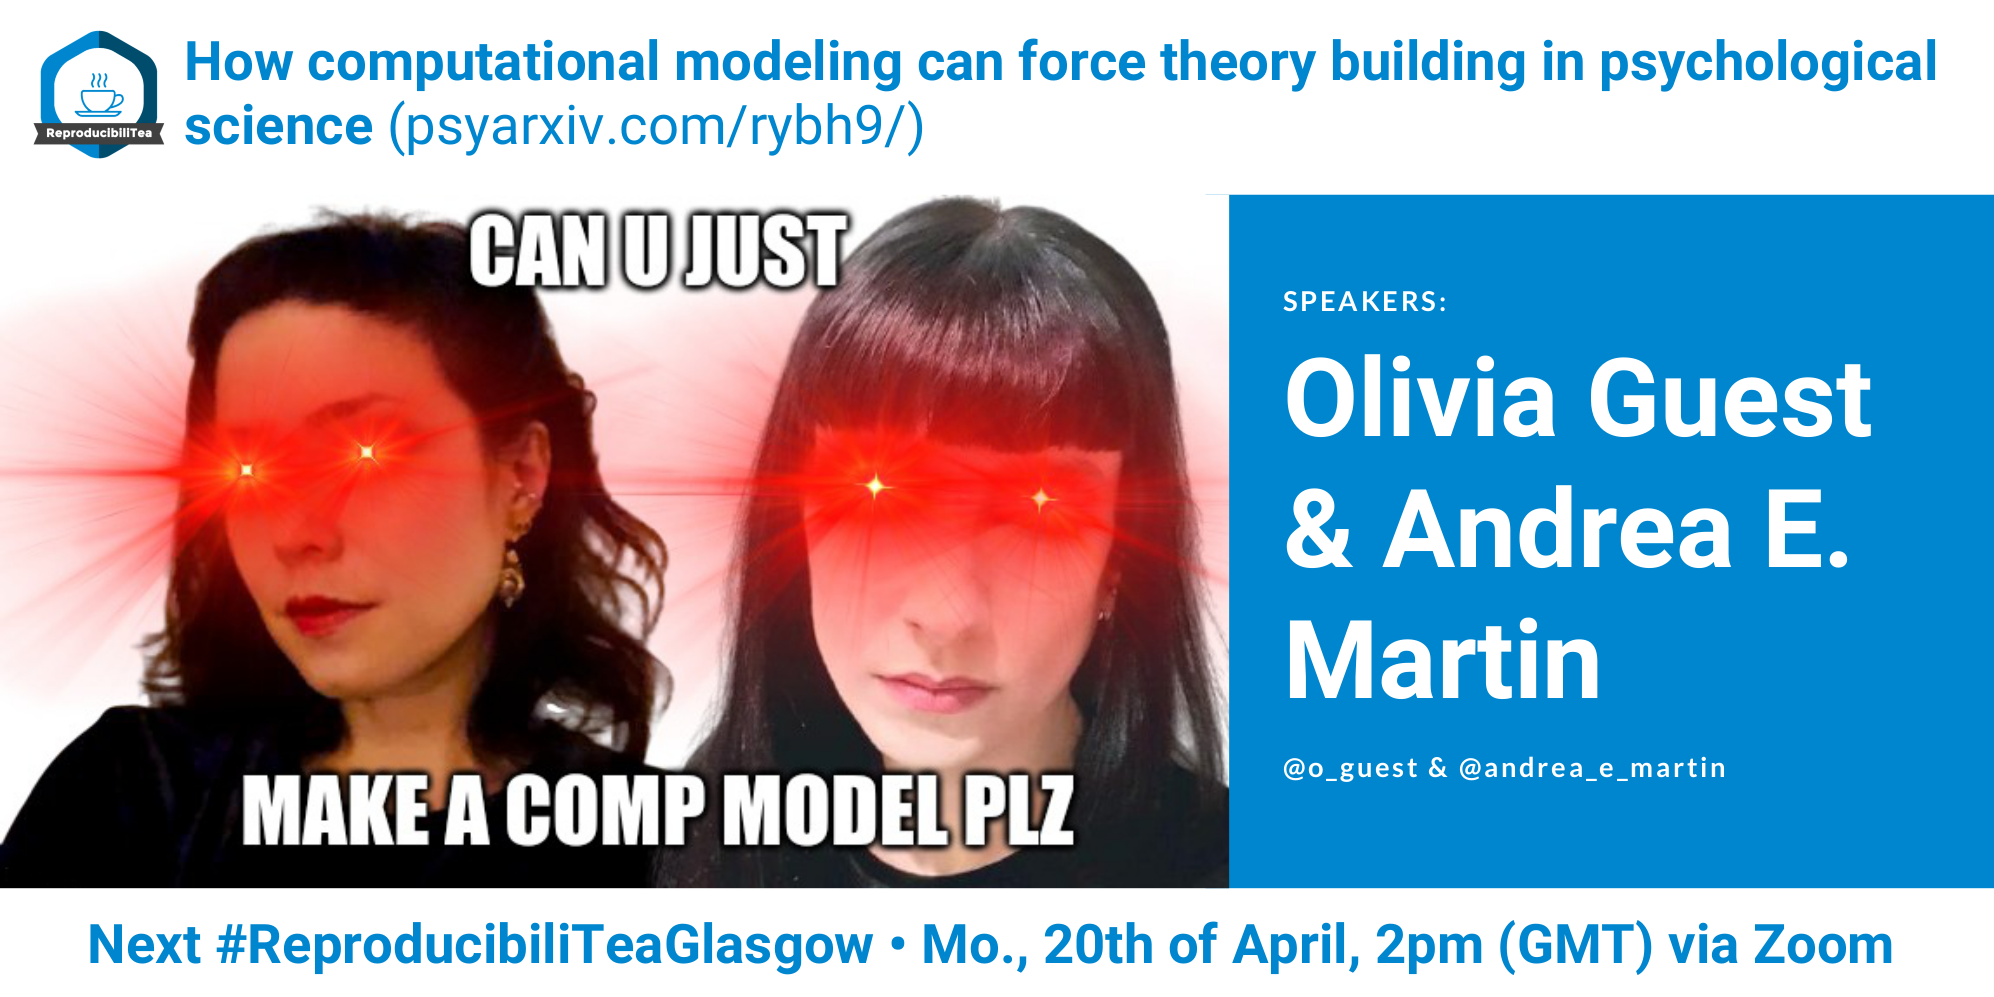 How computational modeling can force theory building in psychological
science (psyarxiv.com/rybh9/)
ReproducibiliTea
CAN U JUST
MAKE A COMP MODEL PLZ
SPEAKERS:
Olivia Guest
& Andrea E.
Martin
@o_guest & @andrea_e_martin
Next #ReproducibiliTeaGlasgow • Mo., 20th of April, 2pm (GMT) via Zoom